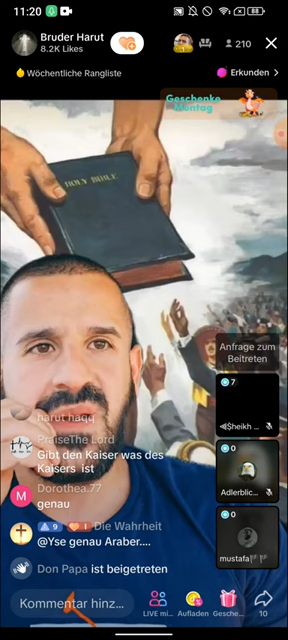 11:20
88
Bruder Harut
8.2K Likes
210
Wöchentliche Rangliste
Erkunden >
Geschenke
Montag
HOLY BIBLE
Anfrage zum
Beitreten
7
harut haqq
PraiseThe Lord
Gibt den Kaiser was des
Kaisers ist
M
Dorothea.77
genau
0
Adlerblic...
9
1
Die Wahrheit
@Yse genau Araber....
0
mustafa
Don Papa ist beigetreten
Kommentar hinz...
LIVE mi...
Aufladen
Gesche...
10